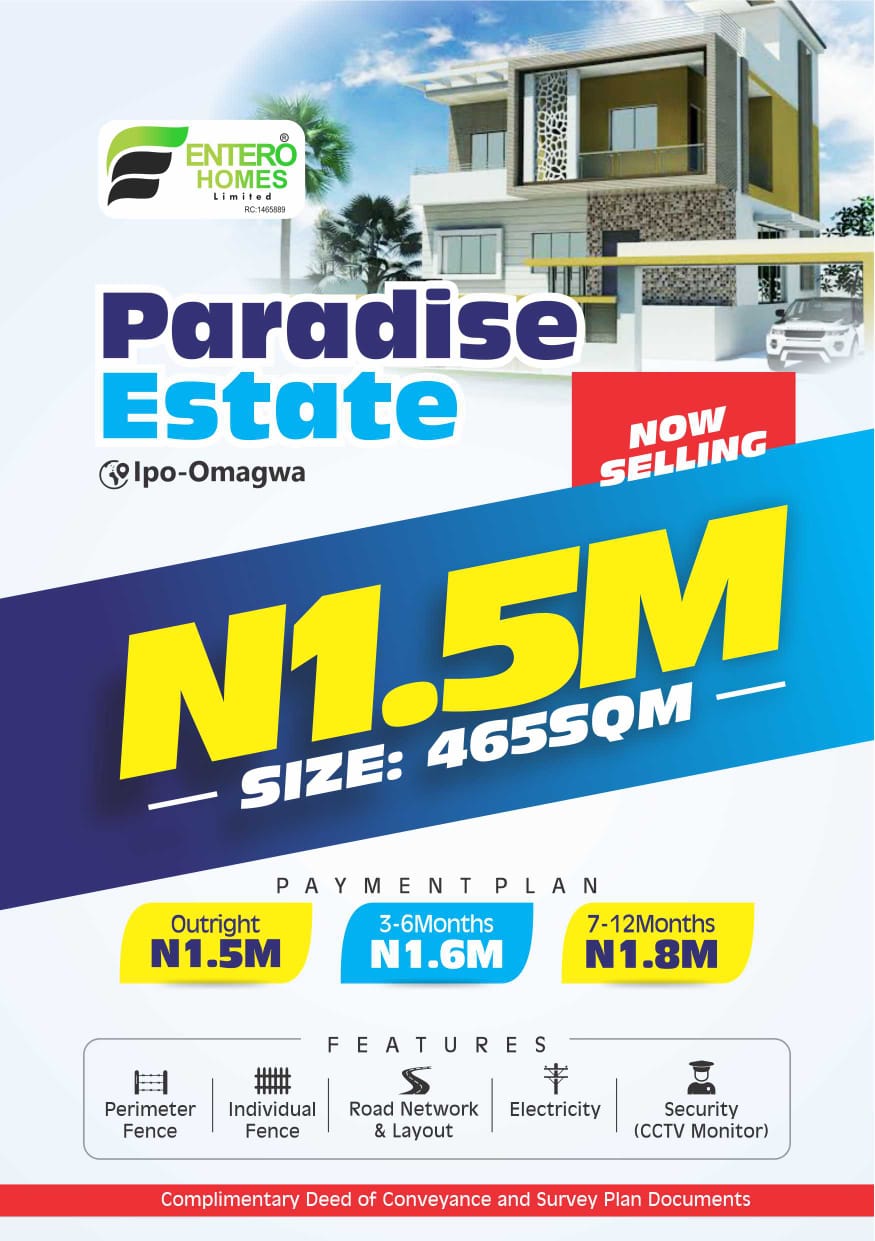 ENTERO®
HOMES
Limited
RC:1465889
Paradise
Estate
Ipo-Omagwa
NOW
SELLING
N1.5M
SIZE: 465SQM
PAYMENT PLAN
Outright
N1.5M
3-6Months
N1.6M
7-12Months
N1.8M
FEATURES
Perimeter
Fence
Individual
Fence
Road Network
& Layout
Electricity
Security
(CCTV Monitor)
Complimentary Deed of Conveyance and Survey Plan Documents